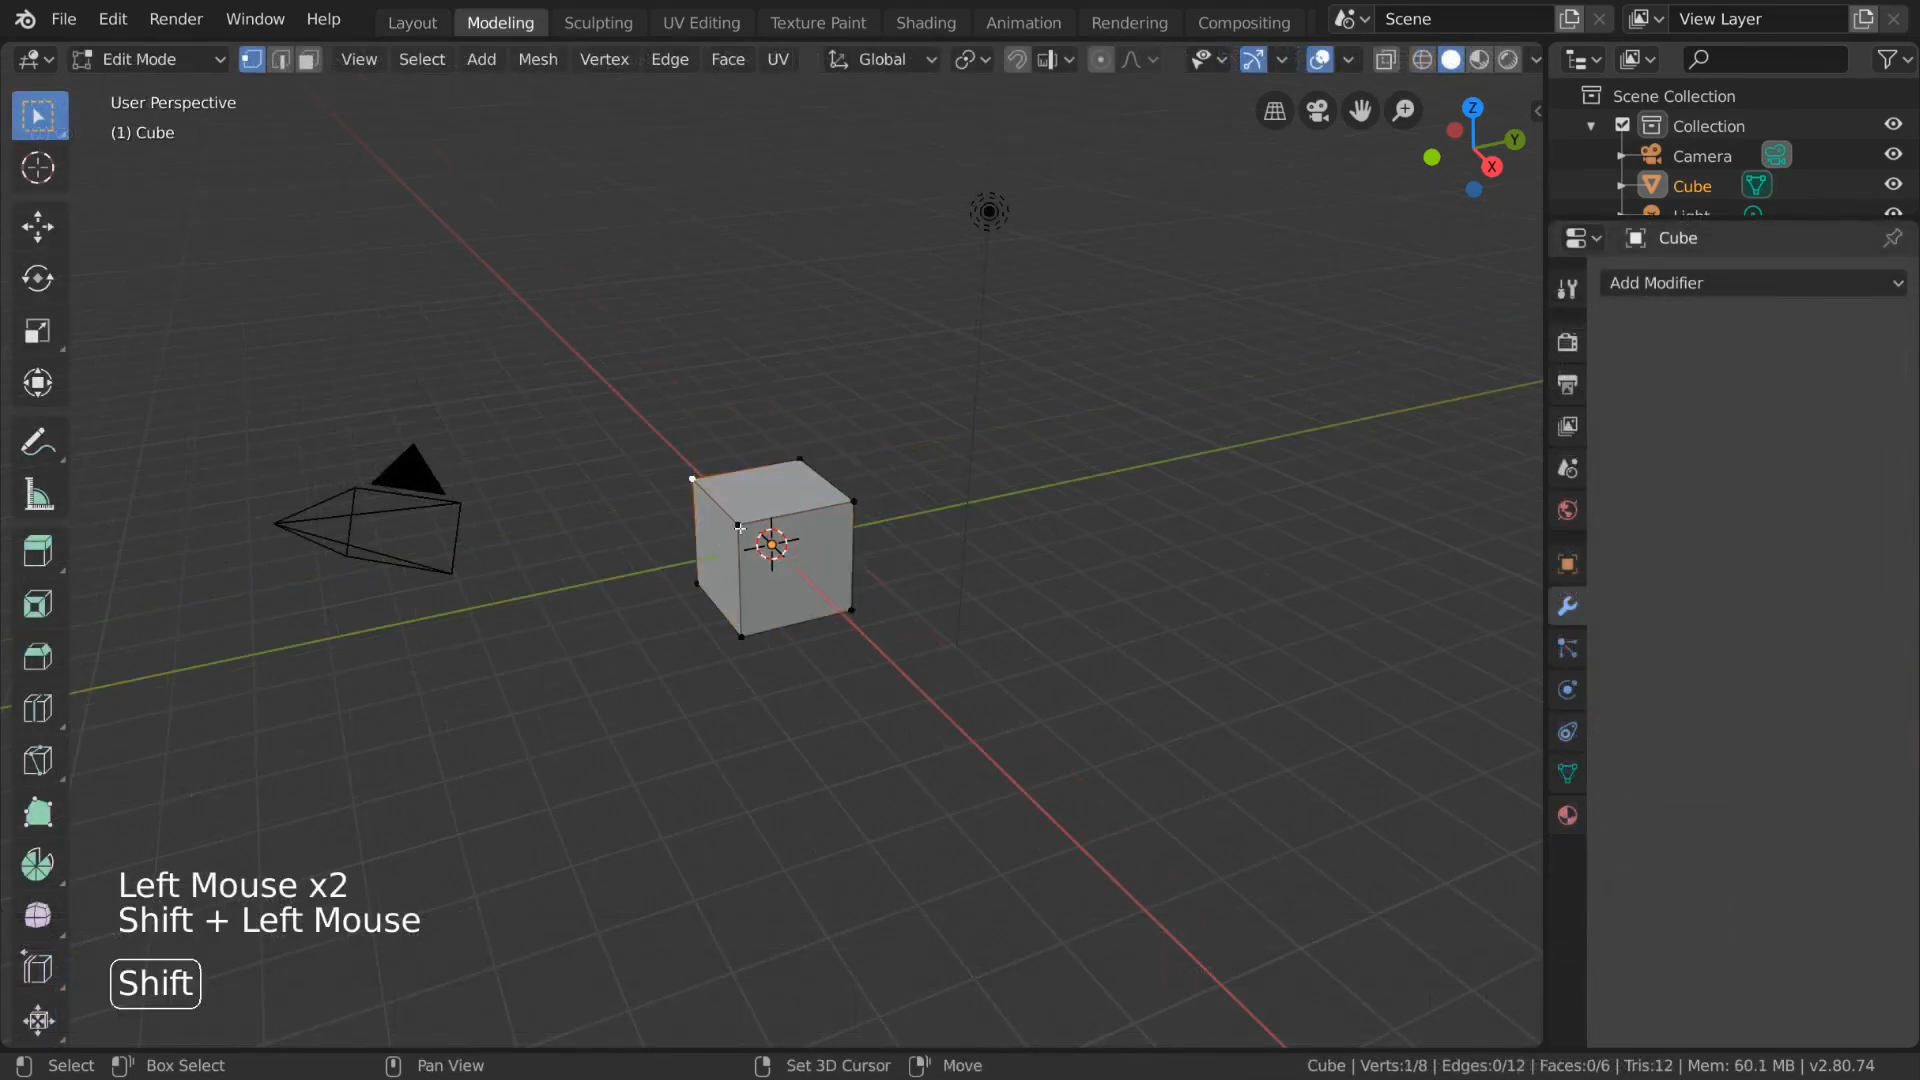 File Edit Render Window Help Layout Modeling Sculpting UV Editing Texture Paint Shading Animation Rendering Compositing Scene View Layer
Edit Mode View Select Add Mesh Vertex Edge Face UV Global
User Perspective
(1) Cube
Z
Y
X
Scene Collection
Collection
Camera
Cube
Light
Cube
Add Modifier
Left Mouse x2
Shift + Left Mouse
Shift
Select Box Select Pan View Set 3D Cursor Move Cube | Verts:1/8 | Edges:0/12 | Faces:0/6 | Tris:12 | Mem: 60.1 MB | v2.80.74